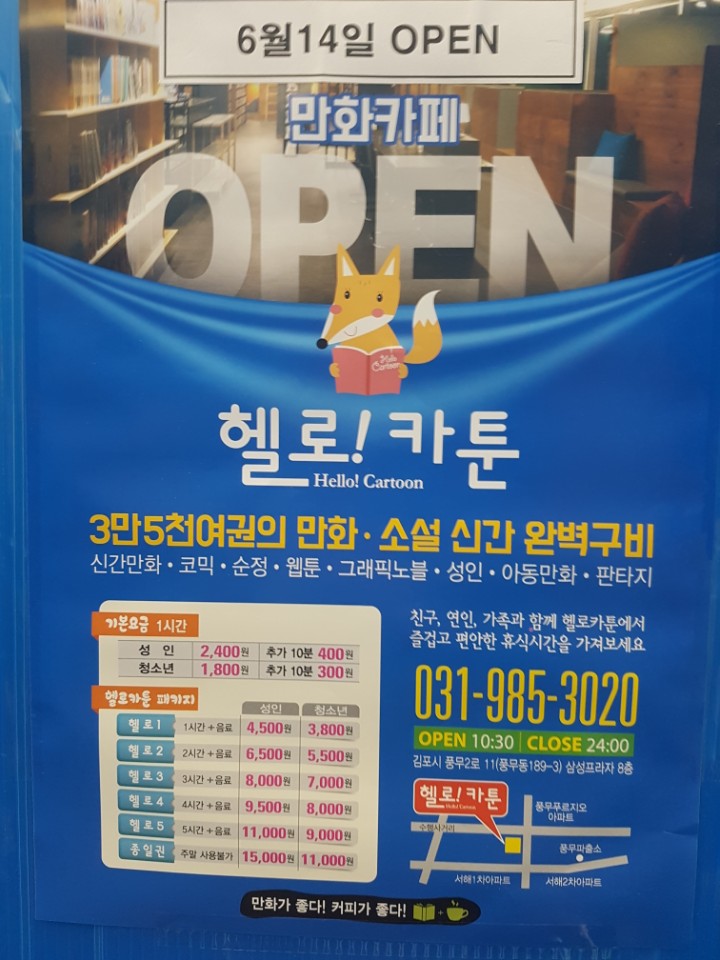 6월14일 OPEN
만화카페
OPEN
Hello Cartoon
헬로! 카툰
Hello! Cartoon
3만5천여권의 만화·소설 신간 완벽구비
신간만화·코믹·순정·웹툰·그래픽노블·성인·아동만화·판타지
기본요금 1시간
성 인 2,400원 추가 10분 400원
청소년 1,800원 추가 10분 300원
헬로카툰 패키지
성인 청소년
헬로1 1시간+음료 4,500원 3,800원
헬로2 2시간+음료 6,500원 5,500원
헬로3 3시간+음료 8,000원 7,000원
헬로4 4시간+음료 9,500원 8,000원
헬로5 5시간+음료 11,000원 9,000원
종일권 주말 사용불가 15,000원 11,000원
친구, 연인, 가족과 함께 헬로카툰에서
즐겁고 편안한 휴식시간을 가져보세요
031-985-3020
OPEN 10:30 | CLOSE 24:00
김포시 풍무2로 11(풍무동189-3) 삼성프라자 8층
헬로! 카툰
Hello! Cartoon
풍무푸르지오
아파트
수행사거리
풍무파출소
서해1차아파트
서해2차아파트
만화가 좋다! 커피가 좋다!